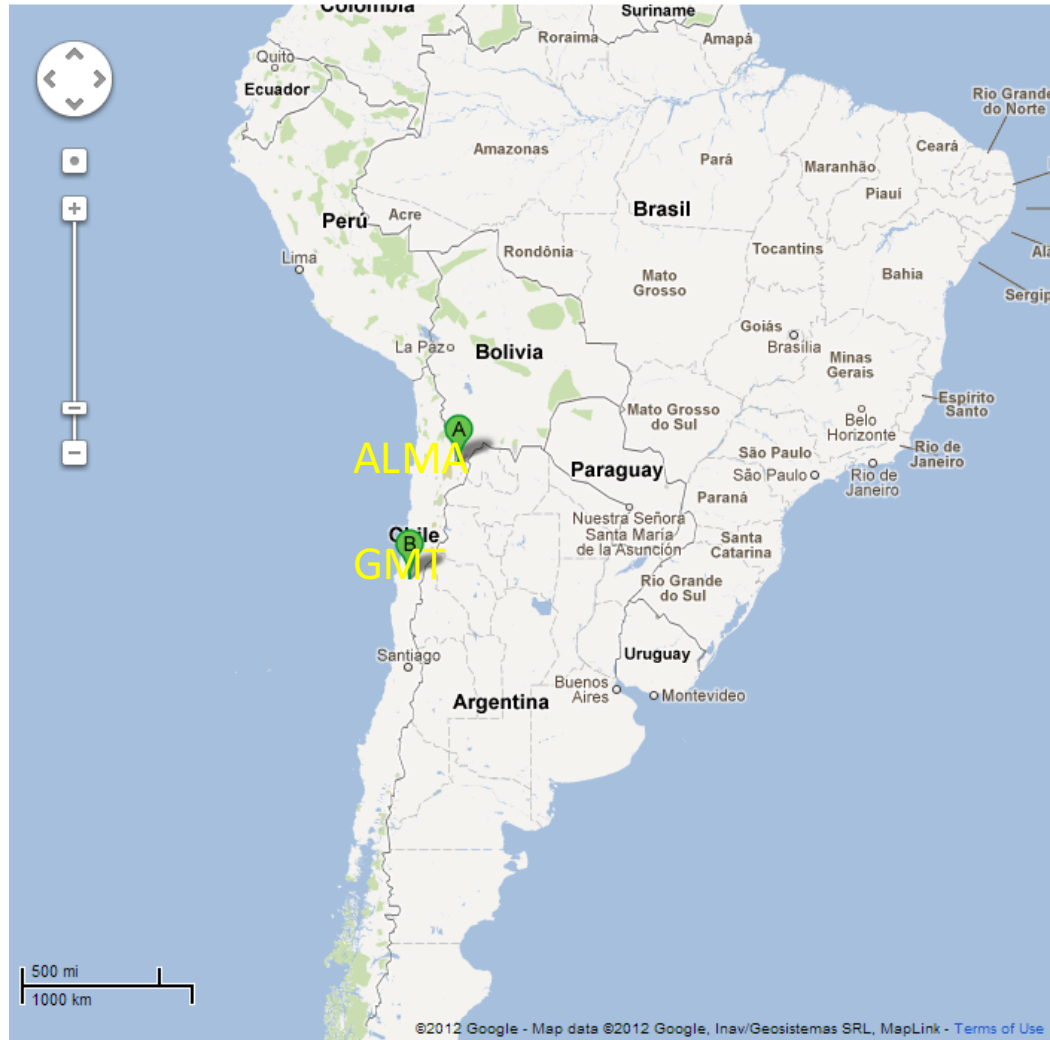 Colombia
Suriname
Roraima
Amapá
Quito
Ecuador
Rio Grande
do Norte
Amazonas
Pará
Maranhão
Ceará
Piauí
Perú
Acre
Brasil
Lima
Rondônia
Tocantins
Mato
Grosso
Bahia
Sergip
Goiás
Brasília
La Paz
Bolivia
Minas
Gerais
Mato Grosso
do Sul
Espírito
Santo
Belo
Horizonte
A
ALMA
Paraguay
São Paulo
São Paulo
Rio de
Janeiro
Rio de
Janeiro
Paraná
Nuestra Señora
Santa María
de la Asunción
Santa
Catarina
Chile
B
GMT
Rio Grande
do Sul
Santiago
Uruguay
Buenos
Aires
Montevideo
Argentina
500 mi
1000 km
©2012 Google - Map data ©2012 Google, Inav/Geosistemas SRL, MapLink - Terms of Use